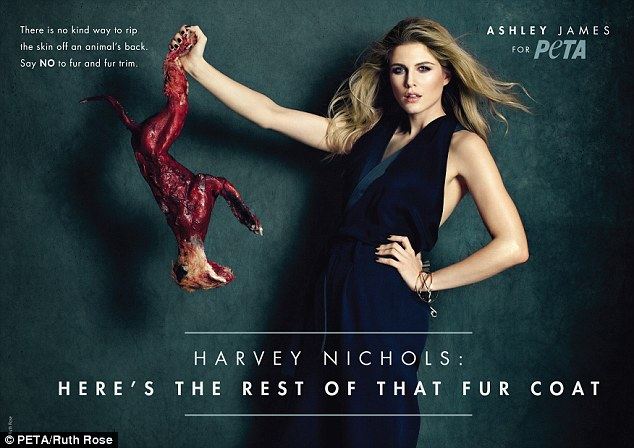 There is no kind way to rip
the skin off an animal's back.
Say NO to fur and fur trim.
ASHLEY JAMES
FOR PETA
HARVEY NICHOLS:
HERE'S THE REST OF THAT FUR COAT
© PETA/Ruth Rose